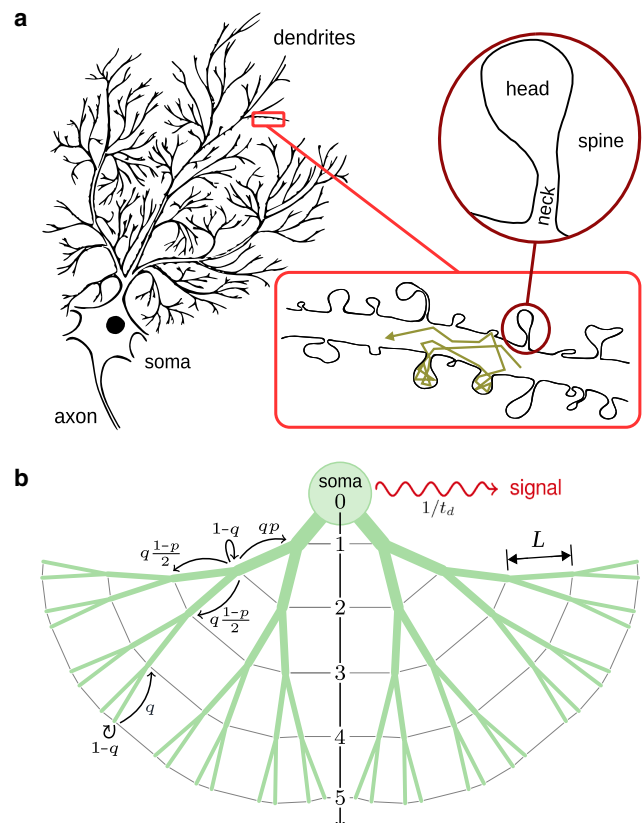 a
dendrites
head
spine
neck
soma
axon
b
soma
0
1/t_d
signal
1-q
qp
q 1-p/2
1
L
q 1-p/2
2
3
q
1-q
4
5